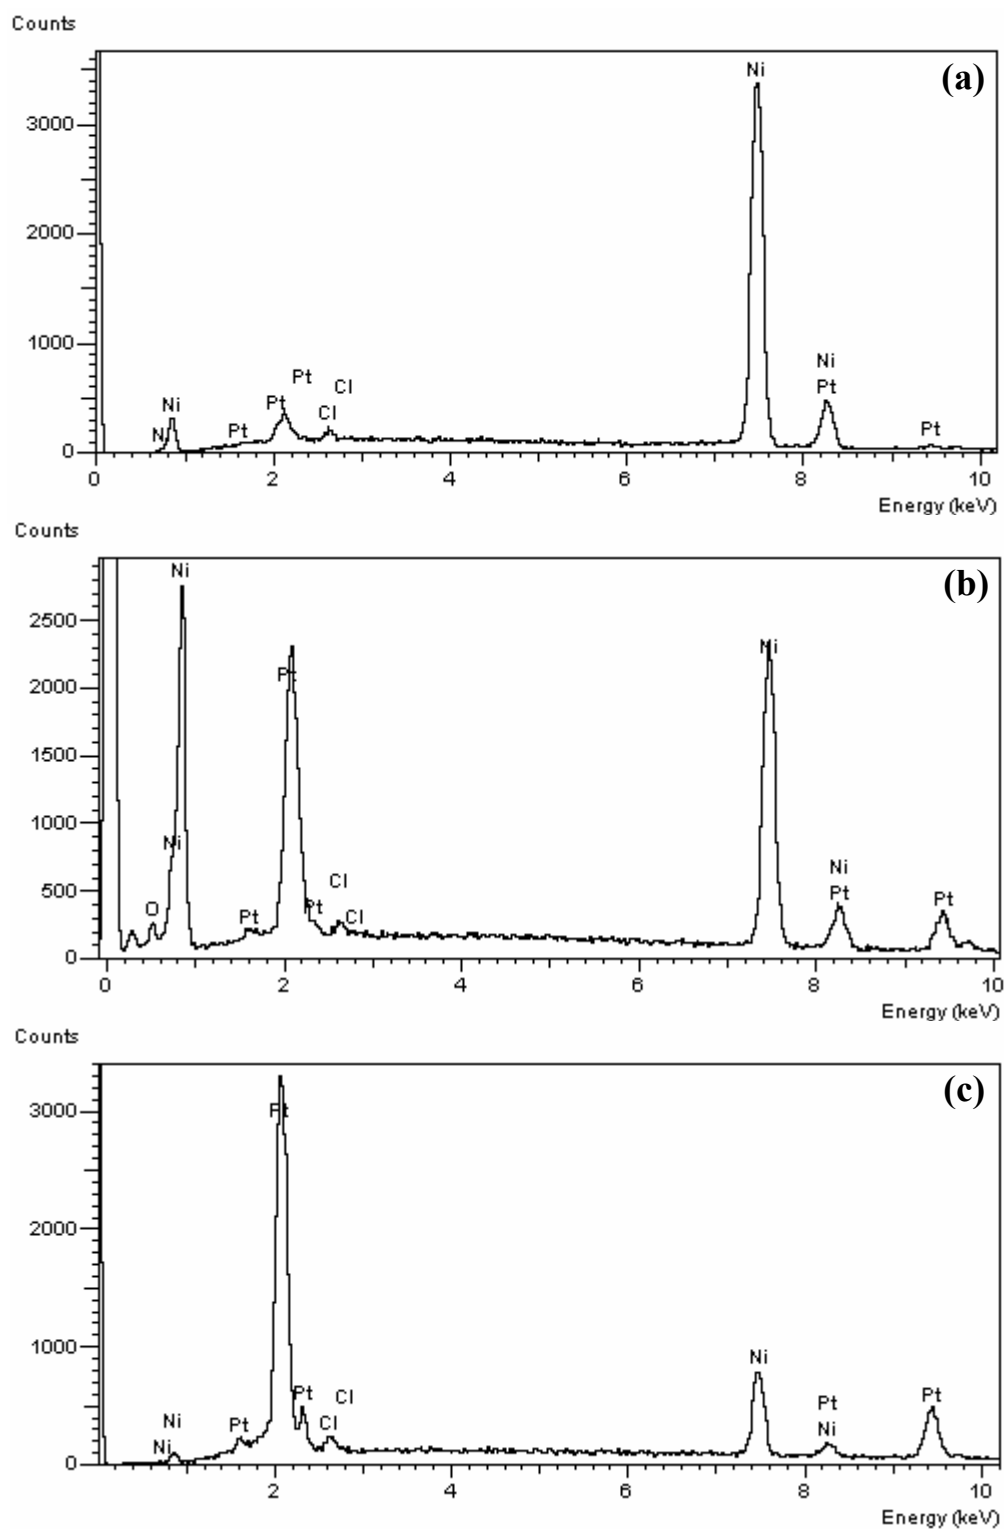 Counts
(a)
Ni
3000
2000
Ni
1000
Pt
Pt
Cl
Ni
Pt
Cl
N
Pt
Pt
0
0 2 4 6 8 10
Energy (keV)
Counts
(b)
Ni
2500
Ni
Pt
2000
1500
1000
Ni
Cl
Ni
500
Pt
Pt
O
Pt
Pt
Cl
0
0 2 4 6 8 10
Energy (keV)
Counts
(c)
3000
Pt
2000
1000
Ni
Pt
Cl
Pt
Pt
Ni
Pt
Cl
Ni
Ni
0
2 4 6 8 10
Energy (keV)